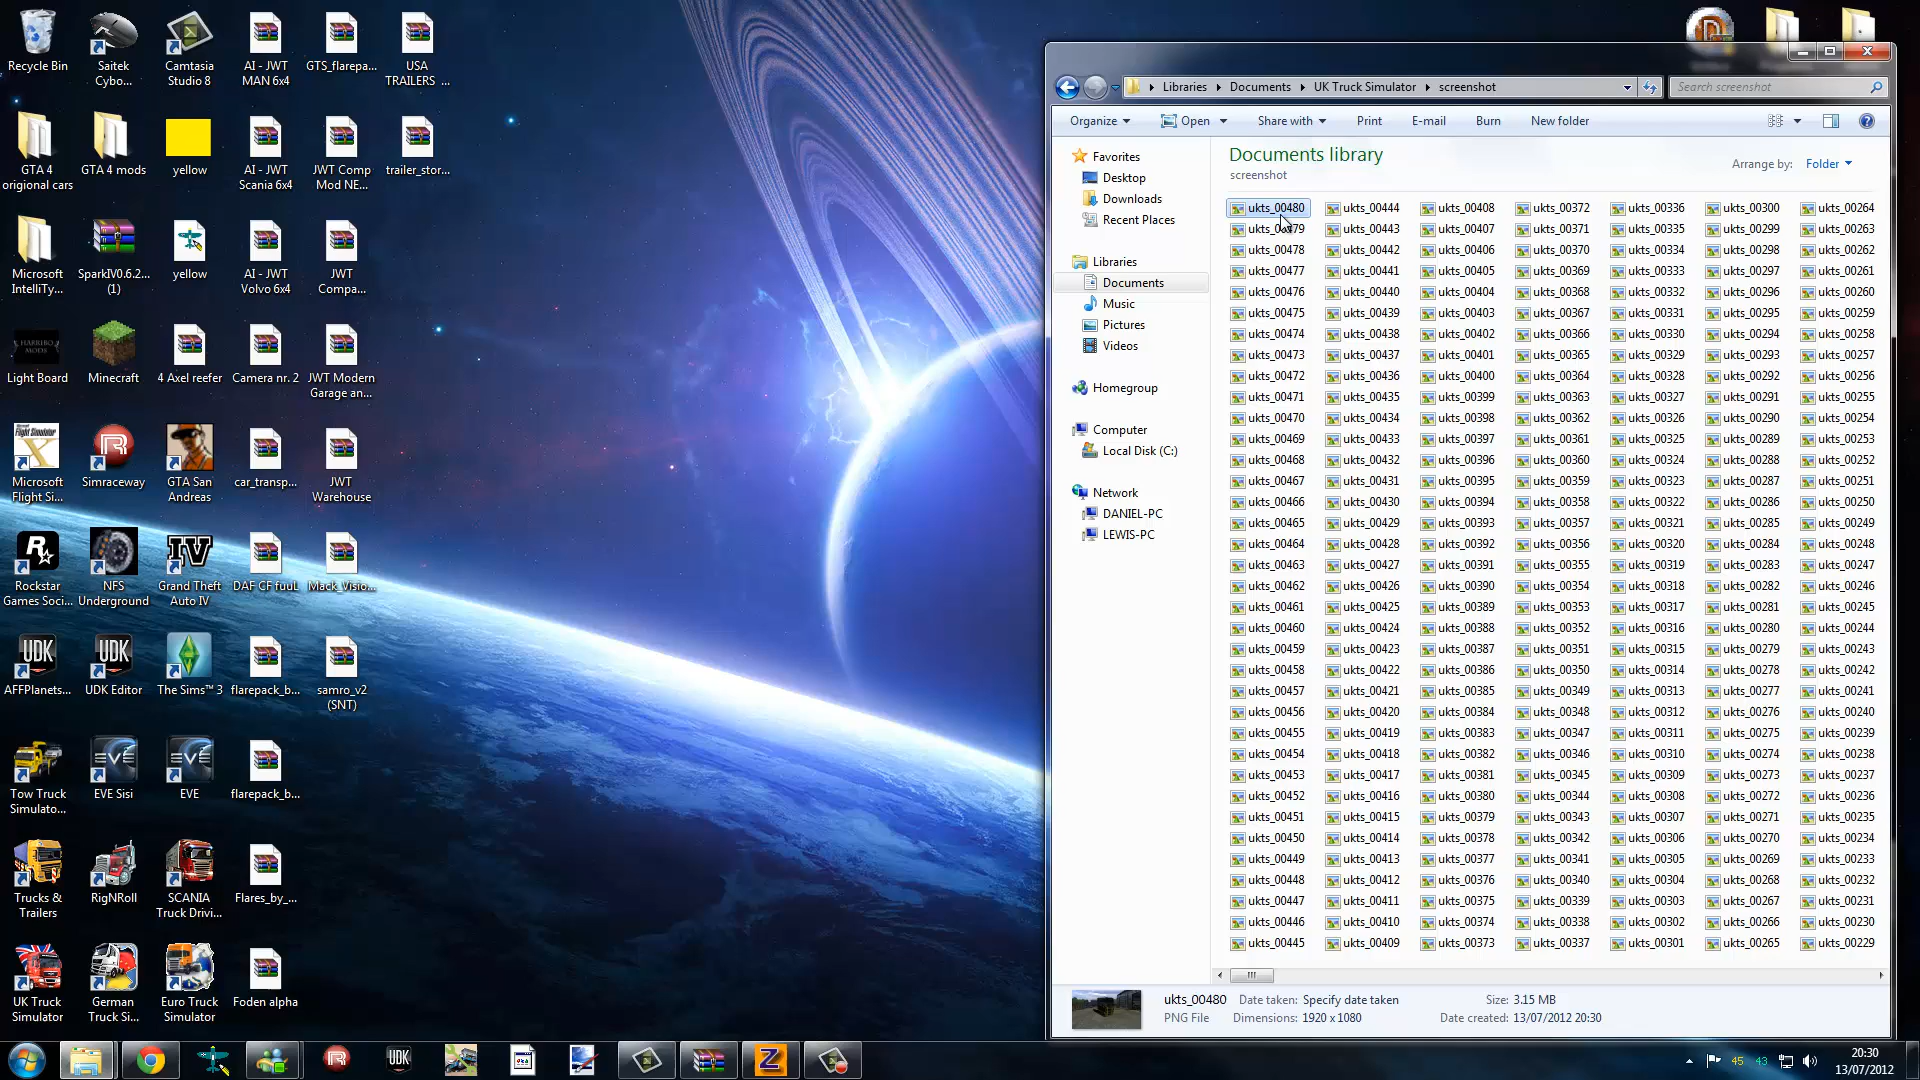 Recycle Bin
Saitek Cybo...
Camtasia Studio 8
AI - JWT MAN 6x4
GTS_flarepa...
USA TRAILERS ...
GTA 4 origional cars
GTA 4 mods
yellow
AI - JWT Scania 6x4
JWT Comp Mod NE...
trailer_stor...
Microsoft IntelliTy...
SparkIV0.6.2... (1)
yellow
AI - JWT Volvo 6x4
JWT Compa...
HARRIBO MODS
Light Board
Minecraft
4 Axel reefer
Camera nr. 2
JWT Modern Garage an...
Microsoft Flight Si...
Simraceway
GTA San Andreas
car_transp...
JWT Warehouse
Rockstar Games Soci...
NFS Underground
IV
Grand Theft Auto IV
DAF CF fuuL
Mack_Visio...
UDK
AFFPlanets...
UDK
UDK Editor
The Sims™ 3
flarepack_b...
samro_v2 (SNT)
Tow Truck Simulato...
EVE
EVE Sisi
EVE
EVE
flarepack_b...
Trucks & Trailers
RigNRoll
SCANIA Truck Drivi...
Flares_by_...
UK Truck Simulator
German Truck Si...
Euro Truck Simulator
Foden alpha
Libraries
Documents
UK Truck Simulator
screenshot
Search screenshot
Organize
Open
Share with
Print
E-mail
Burn
New folder
Documents library
screenshot
Arrange by:
Folder
Favorites
Desktop
Downloads
Recent Places
Libraries
Documents
Music
Pictures
Videos
Homegroup
Computer
Local Disk (C:)
Network
DANIEL-PC
LEWIS-PC
ukts_00480 ukts_00444 ukts_00408 ukts_00372 ukts_00336 ukts_00300 ukts_00264
ukts_00479 ukts_00443 ukts_00407 ukts_00371 ukts_00335 ukts_00299 ukts_00263
ukts_00478 ukts_00442 ukts_00406 ukts_00370 ukts_00334 ukts_00298 ukts_00262
ukts_00477 ukts_00441 ukts_00405 ukts_00369 ukts_00333 ukts_00297 ukts_00261
ukts_00476 ukts_00440 ukts_00404 ukts_00368 ukts_00332 ukts_00296 ukts_00260
ukts_00475 ukts_00439 ukts_00403 ukts_00367 ukts_00331 ukts_00295 ukts_00259
ukts_00474 ukts_00438 ukts_00402 ukts_00366 ukts_00330 ukts_00294 ukts_00258
ukts_00473 ukts_00437 ukts_00401 ukts_00365 ukts_00329 ukts_00293 ukts_00257
ukts_00472 ukts_00436 ukts_00400 ukts_00364 ukts_00328 ukts_00292 ukts_00256
ukts_00471 ukts_00435 ukts_00399 ukts_00363 ukts_00327 ukts_00291 ukts_00255
ukts_00470 ukts_00434 ukts_00398 ukts_00362 ukts_00326 ukts_00290 ukts_00254
ukts_00469 ukts_00433 ukts_00397 ukts_00361 ukts_00325 ukts_00289 ukts_00253
ukts_00468 ukts_00432 ukts_00396 ukts_00360 ukts_00324 ukts_00288 ukts_00252
ukts_00467 ukts_00431 ukts_00395 ukts_00359 ukts_00323 ukts_00287 ukts_00251
ukts_00466 ukts_00430 ukts_00394 ukts_00358 ukts_00322 ukts_00286 ukts_00250
ukts_00465 ukts_00429 ukts_00393 ukts_00357 ukts_00321 ukts_00285 ukts_00249
ukts_00464 ukts_00428 ukts_00392 ukts_00356 ukts_00320 ukts_00284 ukts_00248
ukts_00463 ukts_00427 ukts_00391 ukts_00355 ukts_00319 ukts_00283 ukts_00247
ukts_00462 ukts_00426 ukts_00390 ukts_00354 ukts_00318 ukts_00282 ukts_00246
ukts_00461 ukts_00425 ukts_00389 ukts_00353 ukts_00317 ukts_00281 ukts_00245
ukts_00460 ukts_00424 ukts_00388 ukts_00352 ukts_00316 ukts_00280 ukts_00244
ukts_00459 ukts_00423 ukts_00387 ukts_00351 ukts_00315 ukts_00279 ukts_00243
ukts_00458 ukts_00422 ukts_00386 ukts_00350 ukts_00314 ukts_00278 ukts_00242
ukts_00457 ukts_00421 ukts_00385 ukts_00349 ukts_00313 ukts_00277 ukts_00241
ukts_00456 ukts_00420 ukts_00384 ukts_00348 ukts_00312 ukts_00276 ukts_00240
ukts_00455 ukts_00419 ukts_00383 ukts_00347 ukts_00311 ukts_00275 ukts_00239
ukts_00454 ukts_00418 ukts_00382 ukts_00346 ukts_00310 ukts_00274 ukts_00238
ukts_00453 ukts_00417 ukts_00381 ukts_00345 ukts_00309 ukts_00273 ukts_00237
ukts_00452 ukts_00416 ukts_00380 ukts_00344 ukts_00308 ukts_00272 ukts_00236
ukts_00451 ukts_00415 ukts_00379 ukts_00343 ukts_00307 ukts_00271 ukts_00235
ukts_00450 ukts_00414 ukts_00378 ukts_00342 ukts_00306 ukts_00270 ukts_00234
ukts_00449 ukts_00413 ukts_00377 ukts_00341 ukts_00305 ukts_00269 ukts_00233
ukts_00448 ukts_00412 ukts_00376 ukts_00340 ukts_00304 ukts_00268 ukts_00232
ukts_00447 ukts_00411 ukts_00375 ukts_00339 ukts_00303 ukts_00267 ukts_00231
ukts_00446 ukts_00410 ukts_00374 ukts_00338 ukts_00302 ukts_00266 ukts_00230
ukts_00445 ukts_00409 ukts_00373 ukts_00337 ukts_00301 ukts_00265 ukts_00229
ukts_00480 Date taken: Specify date taken Size: 3.15 MB
PNG File Dimensions: 1920 x 1080 Date created: 13/07/2012 20:30
UDK
45 43
20:30
13/07/2012